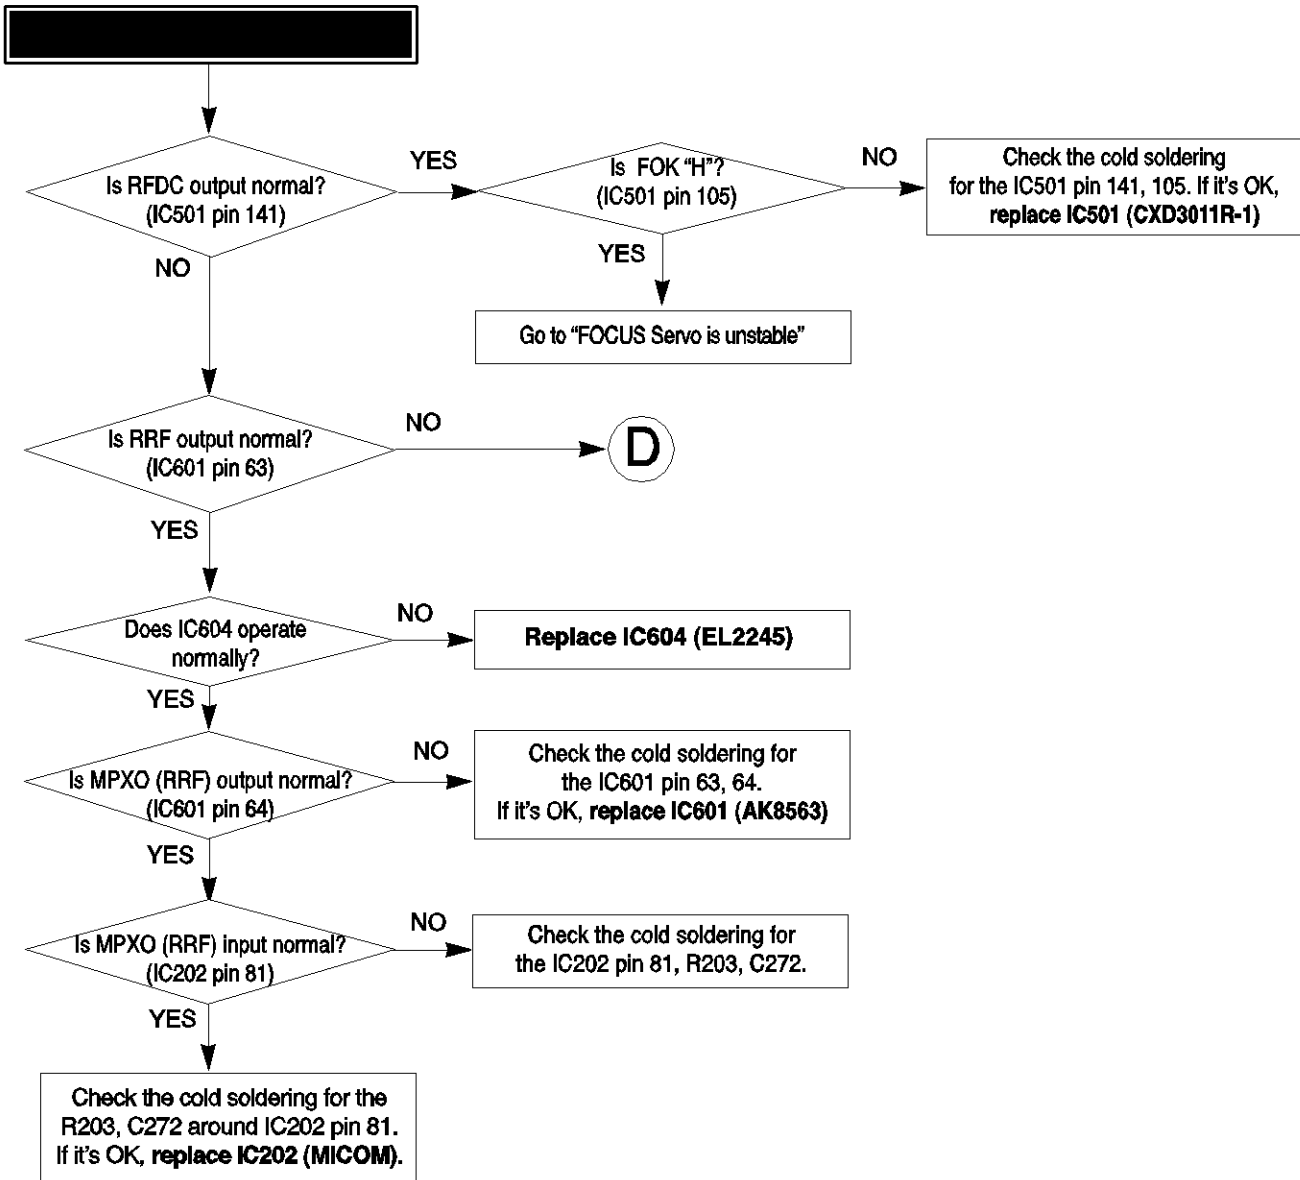 Is RFDC output normal?
(IC501 pin 141)
YES
Is FOK “H”?
(IC501 pin 105)
NO
Check the cold soldering
for the IC501 pin 141, 105. If it's OK,
replace IC501 (CXD3011R-1)
YES
Go to “FOCUS Servo is unstable”
NO
Is RRF output normal?
(IC601 pin 63)
NO
D
YES
Does IC604 operate
normally?
NO
Replace IC604 (EL2245)
YES
Is MPXO (RRF) output normal?
(IC601 pin 64)
NO
Check the cold soldering for
the IC601 pin 63, 64.
If it's OK, replace IC601 (AK8563)
YES
Is MPXO (RRF) input normal?
(IC202 pin 81)
NO
Check the cold soldering for
the IC202 pin 81, R203, C272.
YES
Check the cold soldering for the
R203, C272 around IC202 pin 81.
If it's OK, replace IC202 (MICOM).